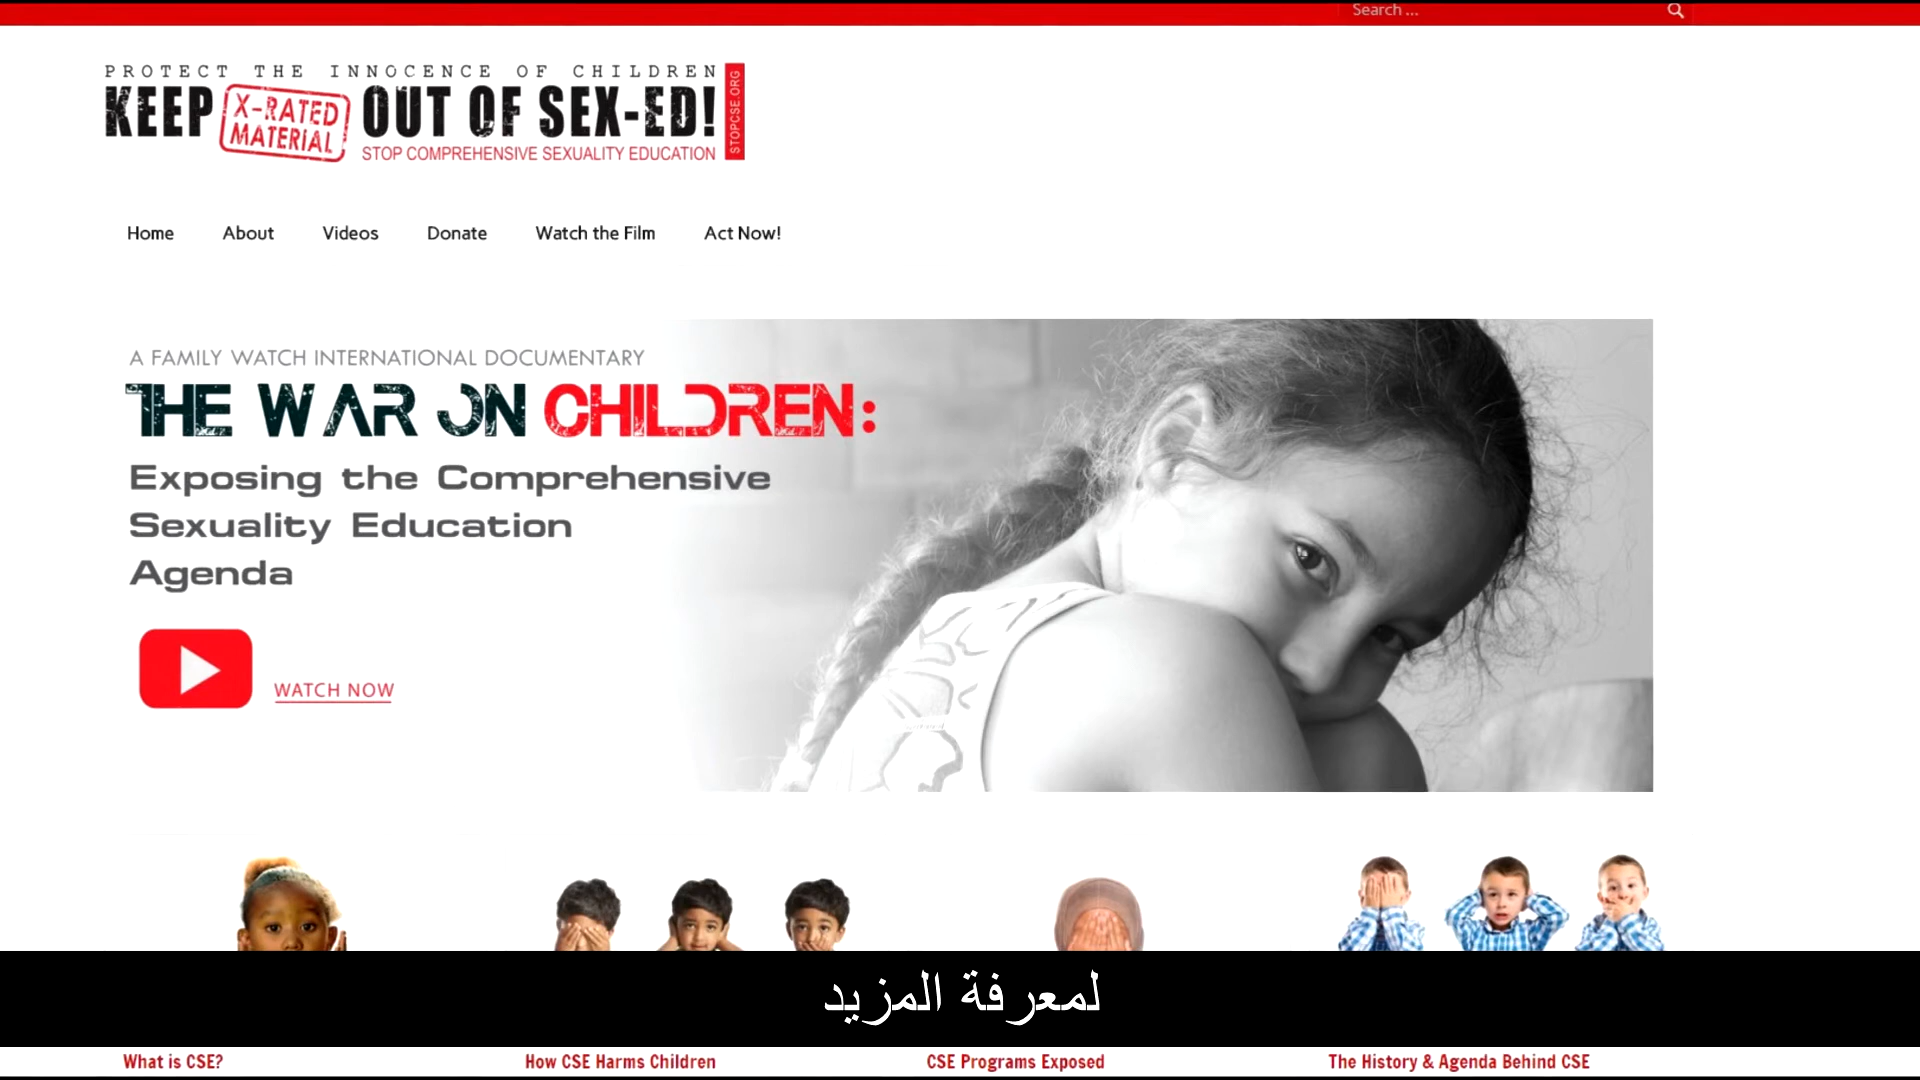 Search ...
PROTECT THE INNOCENCE OF CHILDREN
KEEP X-RATED MATERIAL OUT OF SEX-ED!
STOP COMPREHENSIVE SEXUALITY EDUCATION
STOPCSE.ORG
Home About Videos Donate Watch the Film Act Now!
A FAMILY WATCH INTERNATIONAL DOCUMENTARY
THE WAR ON CHILDREN:
Exposing the Comprehensive
Sexuality Education
Agenda
WATCH NOW
لمعرفة المزيد
What is CSE? How CSE Harms Children CSE Programs Exposed The History & Agenda Behind CSE